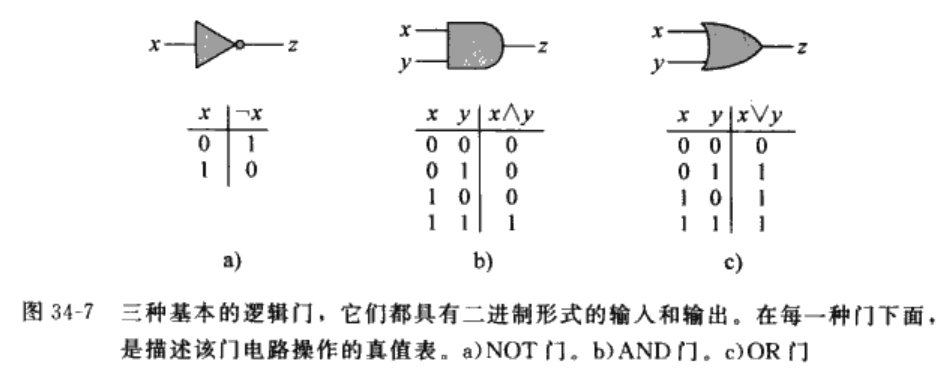 x z x y z x y z
x ¬x x y x∧y x y x∨y
0 1 0 0 0 0 0 0
1 0 0 1 0 0 1 1
1 0 0 1 0 1
1 1 1 1 1 1
a) b) c)
图 34-7 三种基本的逻辑门，它们都具有二进制形式的输入和输出。在每一种门下面，
是描述该门电路操作的真值表。a)NOT 门。b)AND 门。c)OR 门